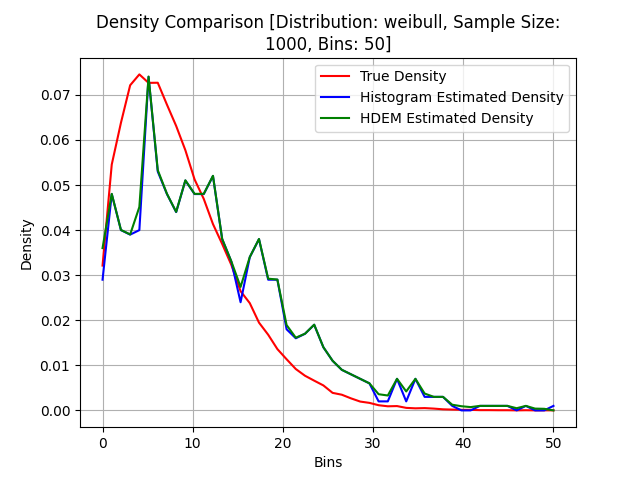 Density Comparison [Distribution: weibull, Sample Size:
1000, Bins: 50]
True Density
Histogram Estimated Density
HDEM Estimated Density
Density
0.07
0.06
0.05
0.04
0.03
0.02
0.01
0.00
0 10 20 30 40 50
Bins